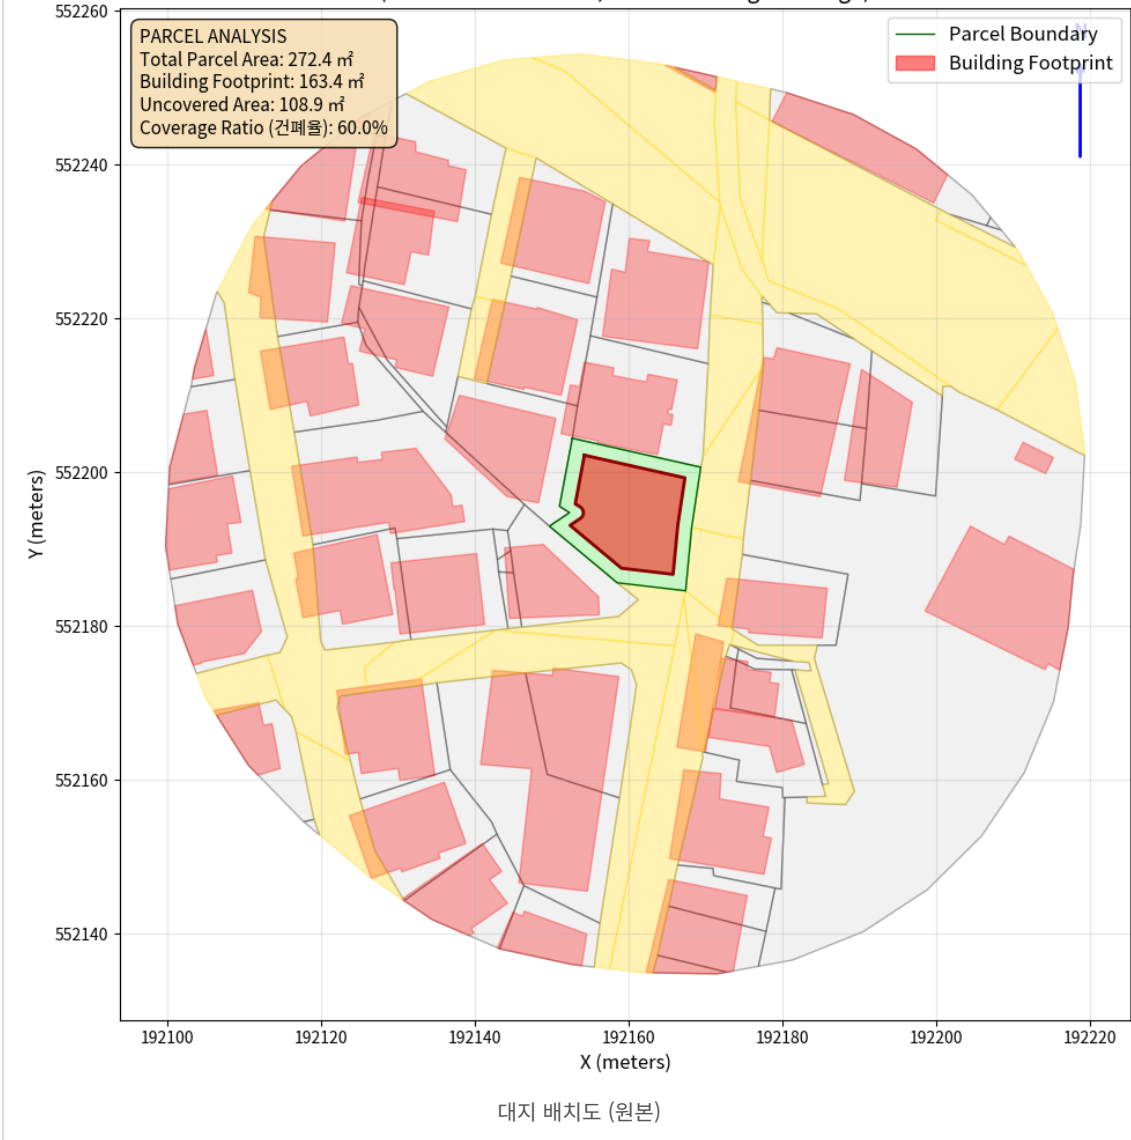 PARCEL ANALYSIS
Total Parcel Area: 272.4 ㎡
Building Footprint: 163.4 ㎡
Uncovered Area: 108.9 ㎡
Coverage Ratio (건폐율): 60.0%
N
Parcel Boundary
Building Footprint
552260
552240
552220
552200
552180
552160
552140
Y (meters)
192100 192120 192140 192160 192180 192200 192220
X (meters)
대지 배치도 (원본)